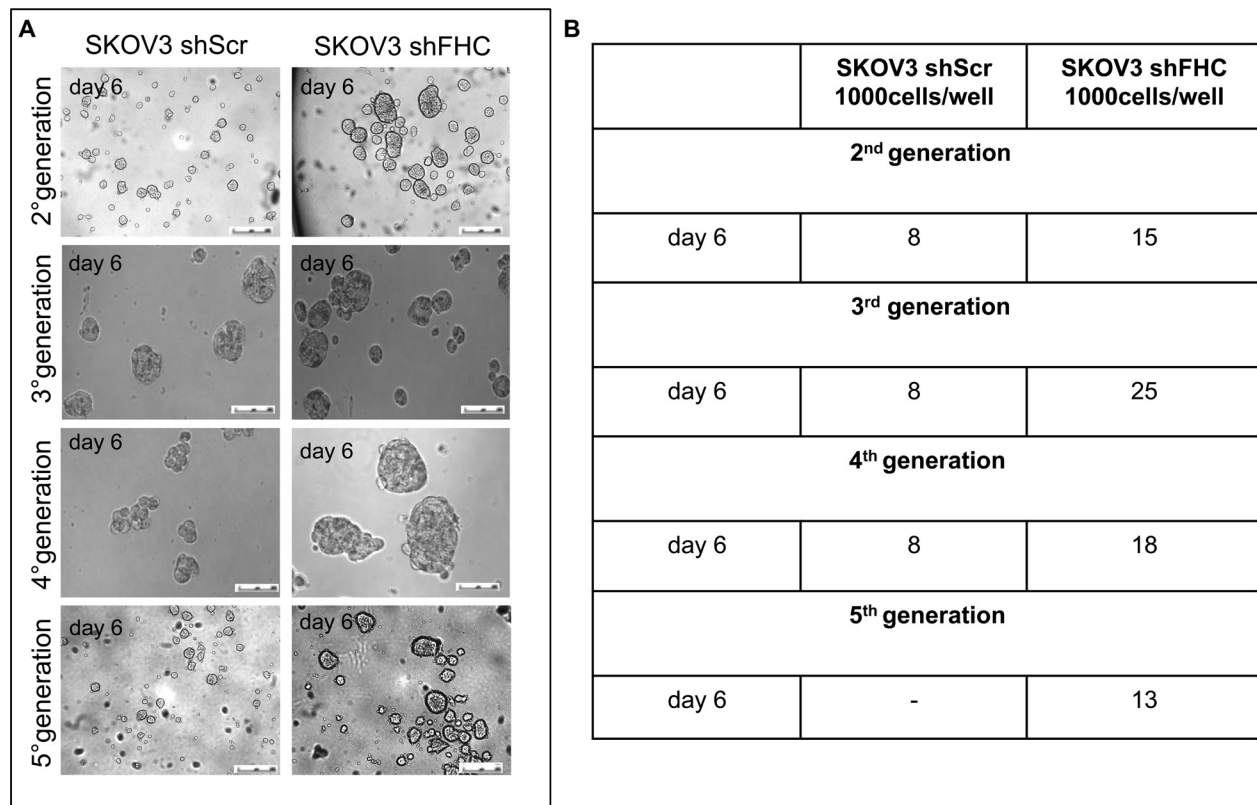 A
SKOV3 shScr
SKOV3 shFHC
2°generation
day 6
day 6
3°generation
day 6
day 6
4°generation
day 6
day 6
5°generation
day 6
day 6
B
SKOV3 shScr
1000cells/well
SKOV3 shFHC
1000cells/well
2nd generation
day 6 8 15
3rd generation
day 6 8 25
4th generation
day 6 8 18
5th generation
day 6 - 13